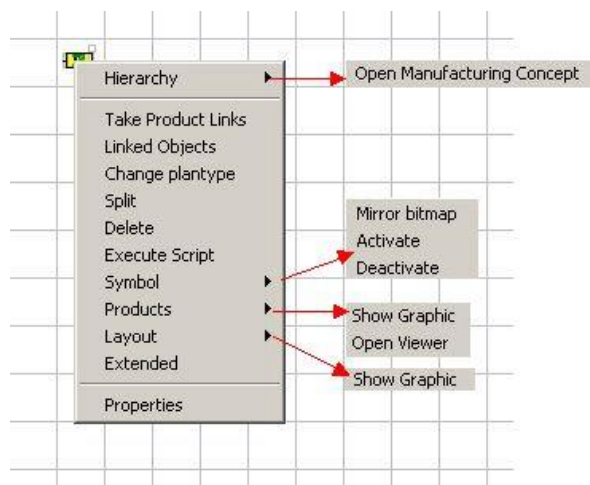 Hierarchy
Open Manufacturing Concept
Take Product Links
Linked Objects
Change plantype
Split
Delete
Execute Script
Symbol
Products
Layout
Extended
Properties
Mirror bitmap
Activate
Deactivate
Show Graphic
Open Viewer
Show Graphic